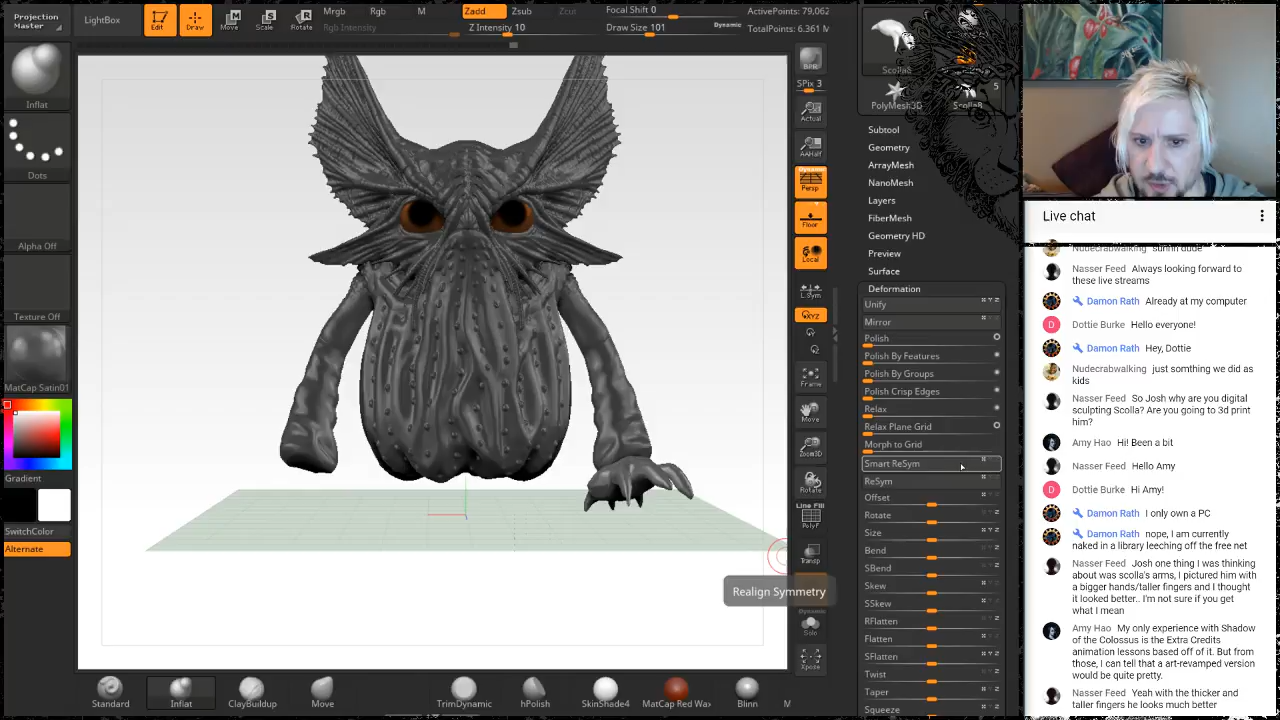 Projection
Master
LightBox
Edit
Draw
Move
Scale
Rotate
Mrgb
Rgb
M
Rgb Intensity
Zadd
Zsub
Zcut
Z Intensity 10
Focal Shift 0
Draw Size 101
Dynamic
ActivePoints: 79,062
TotalPoints: 6.361 M
Inflat
Dots
Alpha Off
Texture Off
MatCap Satin01
Gradient
SwitchColor
Alternate
BPR
SPix 3
Actual
AAHalf
Dynamic
Persp
Floor
Local
L.Sym
XYZ
Frame
Move
Zoom3D
Rotate
Line Fill
PolyF
Transp
Dynamic
Solo
Xpose
Realign Symmetry
PolyMesh3D
5
Subtool
Geometry
ArrayMesh
NanoMesh
Layers
FiberMesh
Geometry HD
Preview
Surface
Deformation
Unify
Mirror
Polish
Polish By Features
Polish By Groups
Polish Crisp Edges
Relax
Relax Plane Grid
Morph to Grid
Smart ReSym
ReSym
Offset
Rotate
Size
Bend
SBend
Skew
SSkew
RFlatten
Flatten
SFlatten
Twist
Taper
Squeeze
Standard
Inflat
ClayBuildup
Move
TrimDynamic
hPolish
SkinShade4
MatCap Red Wax
Blinn
M
Live chat
Nudecrabwalking
dude
Nasser Feed Always looking forward to
these live streams
Damon Rath Already at my computer
Dottie Burke Hello everyone!
Damon Rath Hey, Dottie
Nudecrabwalking just somthing we did as
kids
Nasser Feed So Josh why are you digital
sculpting Scolla? Are you going to 3d print
him?
Amy Hao Hi! Been a bit
Nasser Feed Hello Amy
Dottie Burke Hi Amy!
Damon Rath I only own a PC
Damon Rath nope, I am currently
naked in a library leeching off the free net
Nasser Feed Josh one thing I was thinking
about was scolla's arms, I pictured him with
a bigger hands/taller fingers and I thought
it looked better.. I'm not sure if you get
what I mean
Amy Hao My only experience with Shadow
of the Colossus is the Extra Credits
animation lessons based off of it. But from
those, I can tell that a art-revamped version
would be quite pretty.
Nasser Feed Yeah with the thicker and
taller fingers he looks much better